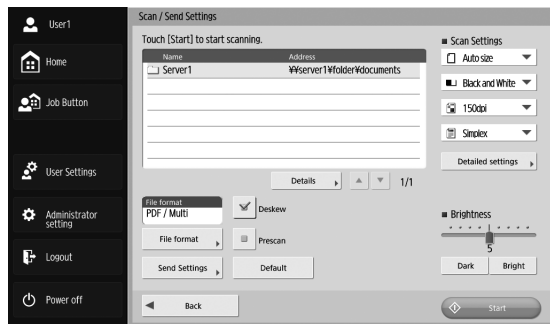 User1
Home
Job Button
User Settings
Administrator
setting
Logout
Power off
Scan / Send Settings
Touch [Start] to start scanning.
Name Address
Server1 ¥¥server1¥folder¥documents
Details 1/1
File format
PDF / Multi
Deskew
File format
Prescan
Send Settings
Default
Back
Scan Settings
Auto size
Black and White
150dpi
Simplex
Detailed settings
Brightness
5
Dark Bright
Start